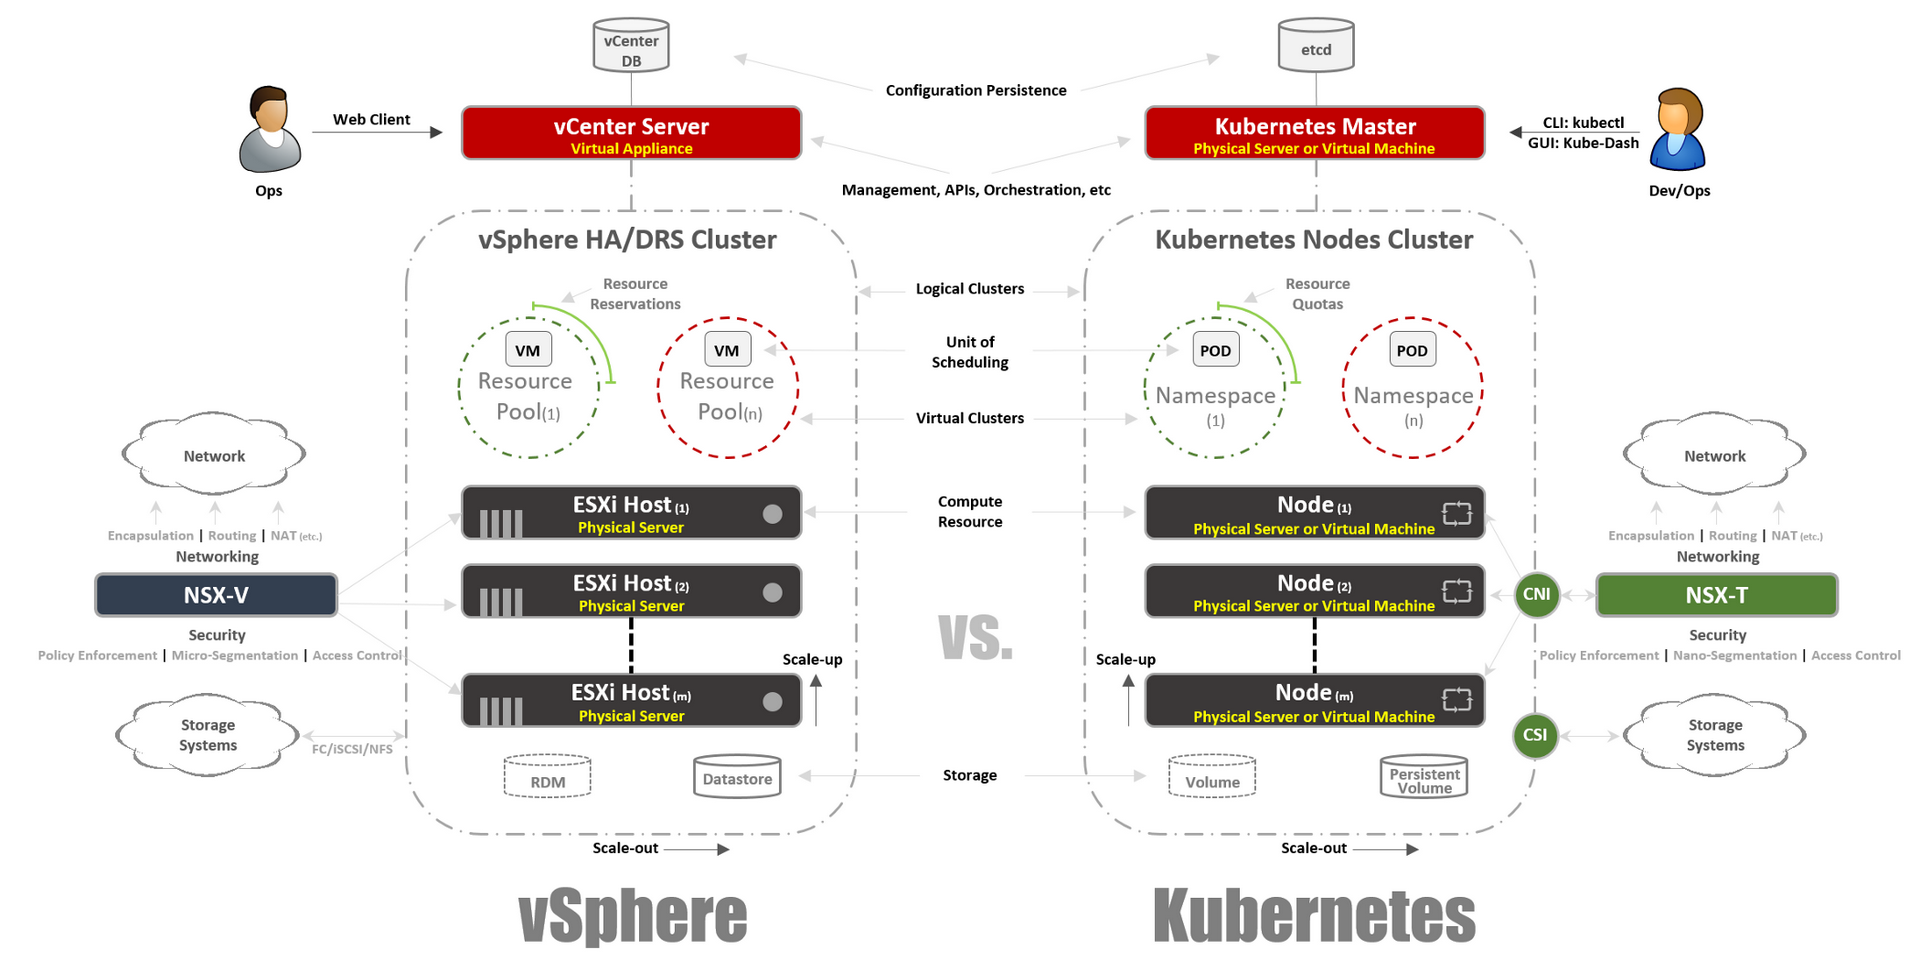 vCenter
DB
etcd
Configuration Persistence
Web Client
vCenter Server
Virtual Appliance
Kubernetes Master
Physical Server or Virtual Machine
CLI: kubectl
GUI: Kube-Dash
Ops
Management, APIs, Orchestration, etc
Dev/Ops
vSphere HA/DRS Cluster
Kubernetes Nodes Cluster
Resource
Reservations
Logical Clusters
Resource
Quotas
VM
VM
Unit of
Scheduling
POD
POD
Resource
Pool(1)
Resource
Pool(n)
Virtual Clusters
Namespace
(1)
Namespace
(n)
Network
Encapsulation | Routing | NAT (etc.)
Networking
NSX-V
Security
Policy Enforcement | Micro-Segmentation | Access Control
Storage
Systems
FC/iSCSI/NFS
ESXi Host (1)
Physical Server
ESXi Host (2)
Physical Server
ESXi Host (m)
Physical Server
Compute
Resource
vs.
Scale-up
Scale-up
Node (1)
Physical Server or Virtual Machine
Node (2)
Physical Server or Virtual Machine
Node (m)
Physical Server or Virtual Machine
Network
Encapsulation | Routing | NAT (etc.)
Networking
CNI
NSX-T
Security
Policy Enforcement | Nano-Segmentation | Access Control
CSI
Storage
Systems
RDM
Datastore
Storage
Volume
Persistent
Volume
Scale-out
Scale-out
vSphere
Kubernetes